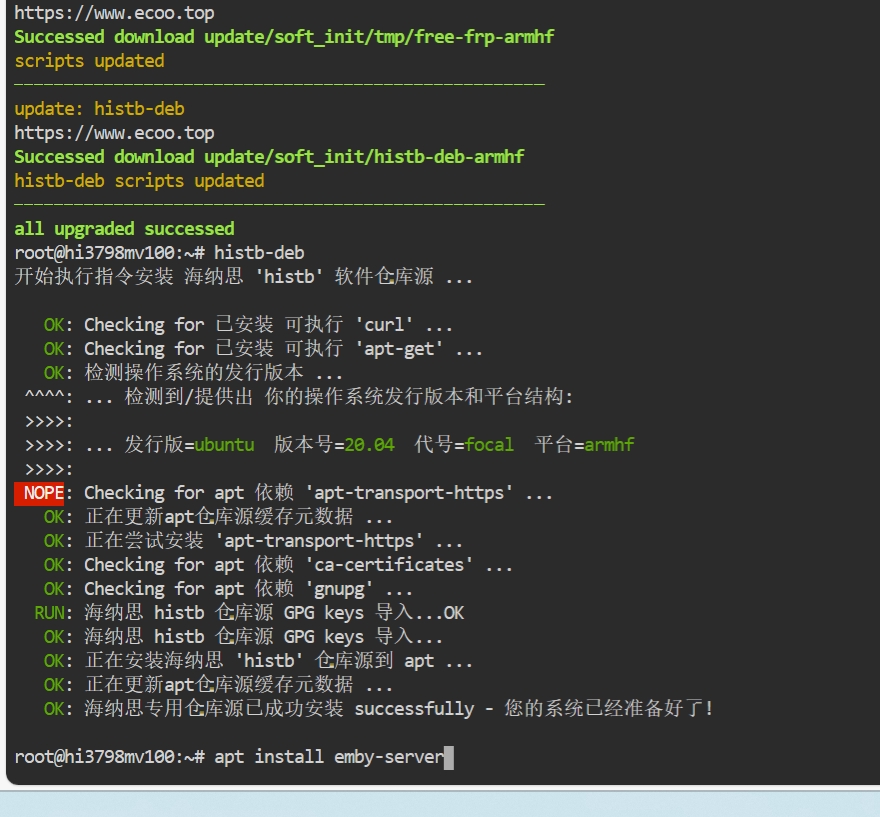 https://www.ecoo.top
Successed download update/soft_init/tmp/free-frp-armhf
scripts updated
------------------------------------------------------
update: histb-deb
https://www.ecoo.top
Successed download update/soft_init/histb-deb-armhf
histb-deb scripts updated
------------------------------------------------------
all upgraded successed
root@hi3798mv100:~# histb-deb
开始执行指令安装 海纳思 'histb' 软件仓库源 ...
OK: Checking for 已安装 可执行 'curl' ...
OK: Checking for 已安装 可执行 'apt-get' ...
OK: 检测操作系统的发行版本 ...
^^^^: ... 检测到/提供出 你的操作系统发行版本和平台结构:
>>>>:
>>>>: ... 发行版=ubuntu 版本号=20.04 代号=focal 平台=armhf
>>>>:
NOPE: Checking for apt 依赖 'apt-transport-https' ...
OK: 正在更新apt仓库源缓存元数据 ...
OK: 正在尝试安装 'apt-transport-https' ...
OK: Checking for apt 依赖 'ca-certificates' ...
OK: Checking for apt 依赖 'gnupg' ...
RUN: 海纳思 histb 仓库源 GPG keys 导入...OK
OK: 海纳思 histb 仓库源 GPG keys 导入...
OK: 正在安装海纳思 'histb' 仓库源到 apt ...
OK: 正在更新apt仓库源缓存元数据 ...
OK: 海纳思专用仓库源已成功安装 successfully - 您的系统已经准备好了!
root@hi3798mv100:~# apt install emby-server